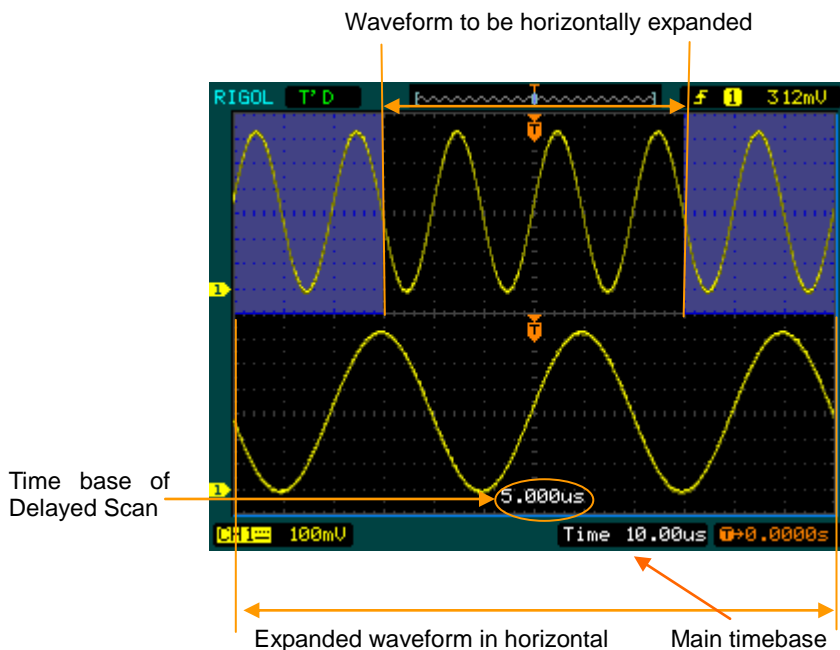 Waveform to be horizontally expanded
RIGOL T'D T 1 312mV
T
1
T
Time base of
Delayed Scan
1
5.000us
CH1 100mV Time 10.00us T→0.0000s
Expanded waveform in horizontal
Main timebase